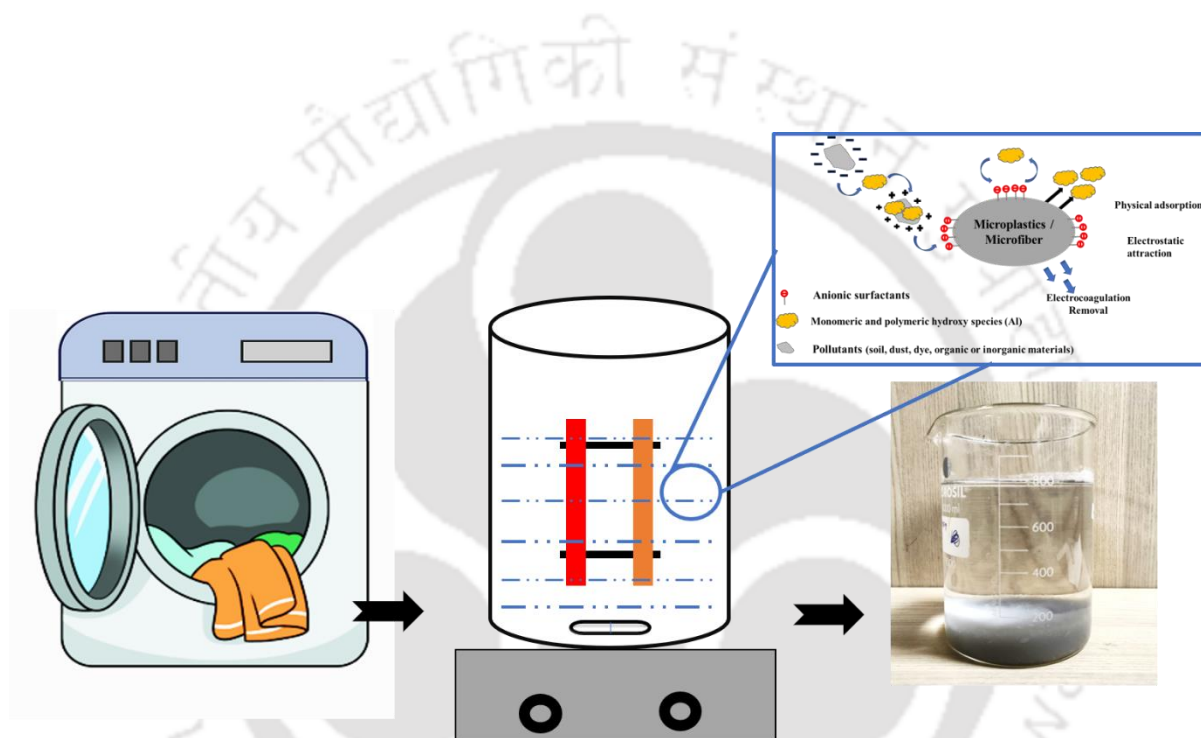 प्रौद्योगिकी संस्थान
Microplastics /
Microfiber
Physical adsorption
Electrostatic
attraction
Electrocoagulation
Removal
Anionic surfactants
Monomeric and polymeric hydroxy species (Al)
Pollutants (soil, dust, dye, organic or inorganic materials)
800
600
400
200